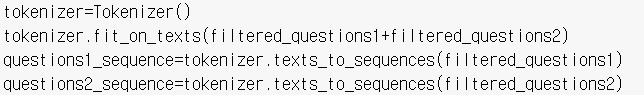 tokenizer=Tokenizer()
tokenizer.fit_on_texts(filtered_questions1+filtered_questions2)
questions1_sequence=tokenizer.texts_to_sequences(filtered_questions1)
questions2_sequence=tokenizer.texts_to_sequences(filtered_questions2)